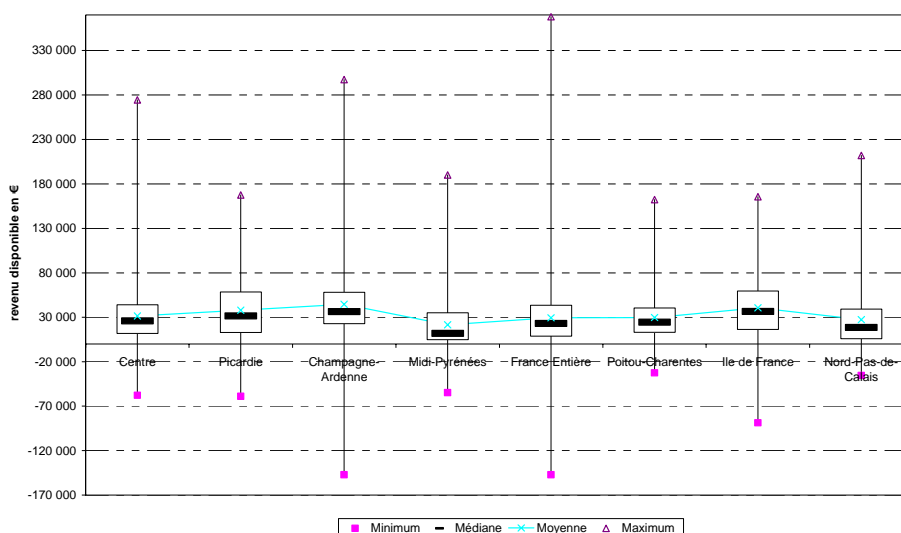 revenu disponible en €
330 000
280 000
230 000
180 000
130 000
80 000
30 000
-20 000
-70 000
-120 000
-170 000
Centre
Picardie
Champagne-
Ardenne
Midi-Pyrénées
France Entière
Poitou-Charentes
Ile de France
Nord-Pas-de-
Calais
Minimum
Médiane
Moyenne
Maximum